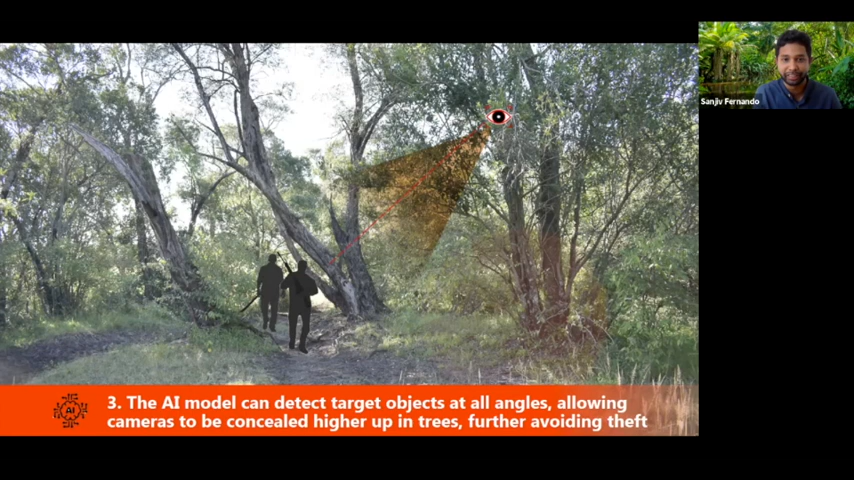 Sanjiv Fernando
AI
3. The AI model can detect target objects at all angles, allowing
cameras to be concealed higher up in trees, further avoiding theft